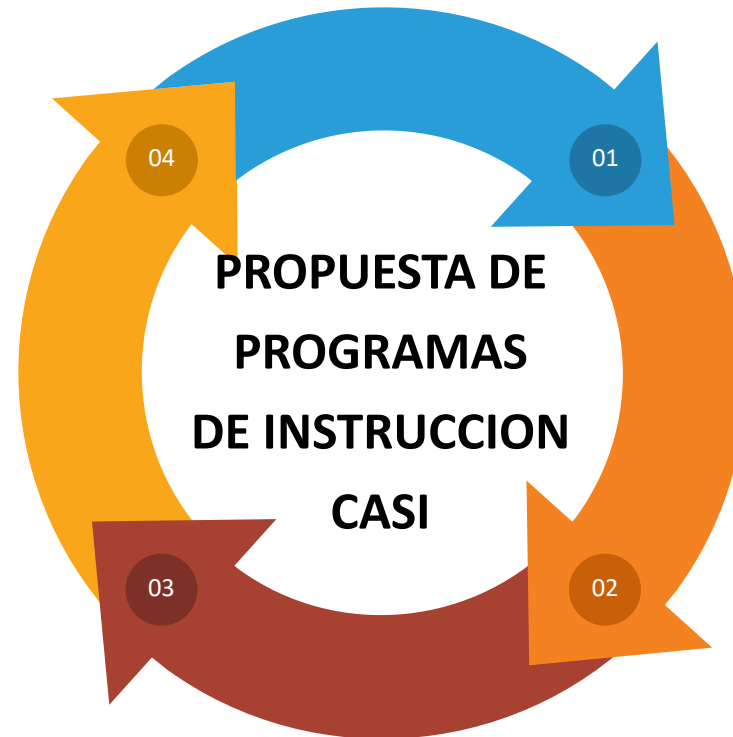 04
01
PROPUESTA DE
PROGRAMAS
DE INSTRUCCION
CASI
03
02